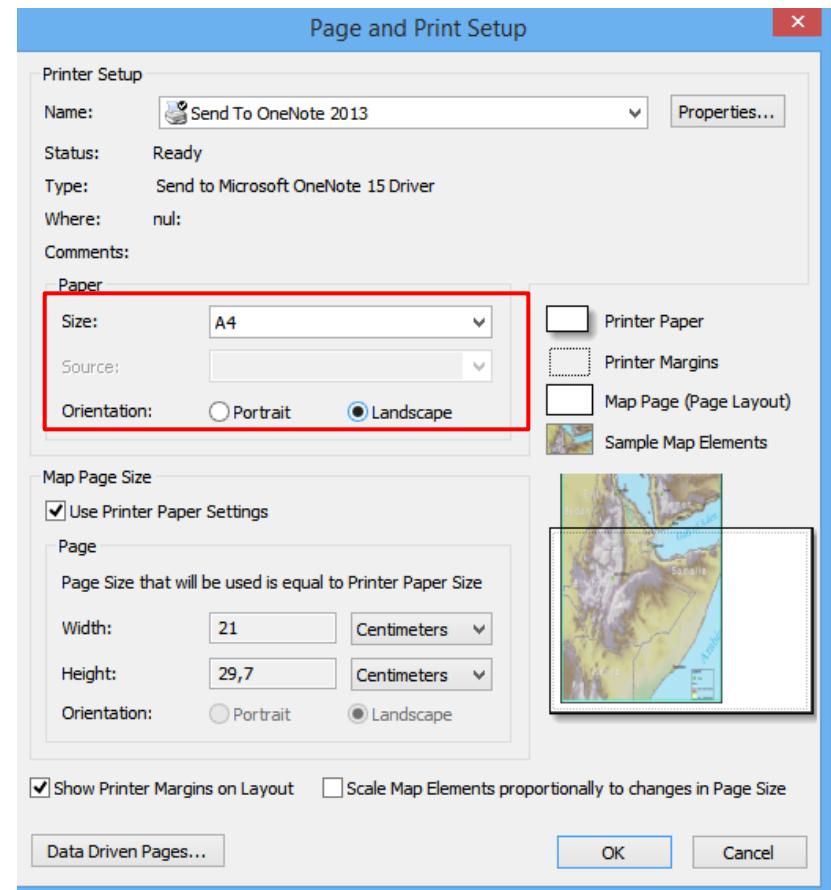 Page and Print Setup
Printer Setup
Name: Send To OneNote 2013 Properties...
Status: Ready
Type: Send to Microsoft OneNote 15 Driver
Where: nul:
Comments:
Paper
Size: A4
Source:
Orientation: Portrait Landscape
Printer Paper
Printer Margins
Map Page (Page Layout)
Sample Map Elements
Map Page Size
Use Printer Paper Settings
Page
Page Size that will be used is equal to Printer Paper Size
Width: 21 Centimeters
Height: 29,7 Centimeters
Orientation: Portrait Landscape
Somalia
Show Printer Margins on Layout Scale Map Elements proportionally to changes in Page Size
Data Driven Pages... OK Cancel